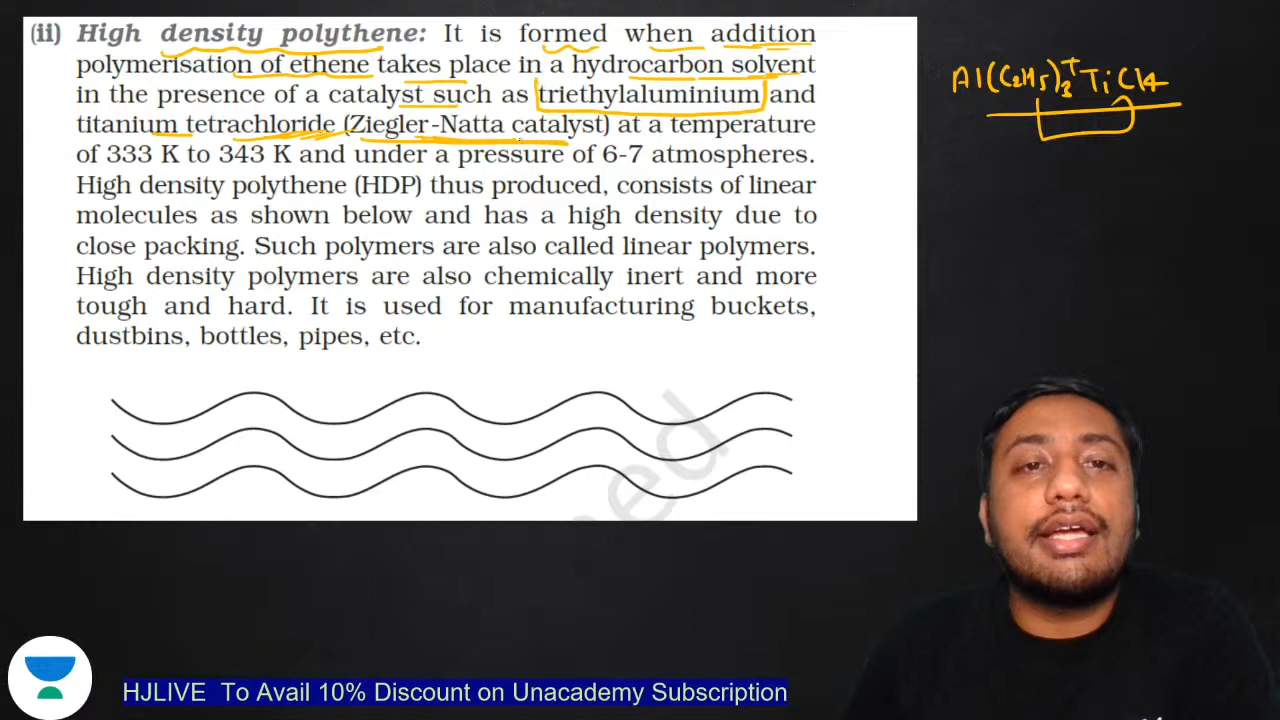 (ii) High density polythene: It is formed when addition
polymerisation of ethene takes place in a hydrocarbon solvent
in the presence of a catalyst such as triethylaluminium and
titanium tetrachloride (Ziegler-Natta catalyst) at a temperature
of 333 K to 343 K and under a pressure of 6-7 atmospheres.
High density polythene (HDP) thus produced, consists of linear
molecules as shown below and has a high density due to
close packing. Such polymers are also called linear polymers.
High density polymers are also chemically inert and more
tough and hard. It is used for manufacturing buckets,
dustbins, bottles, pipes, etc.
Al(C2H5)3+TiCl4
HJLIVE To Avail 10% Discount on Unacademy Subscription